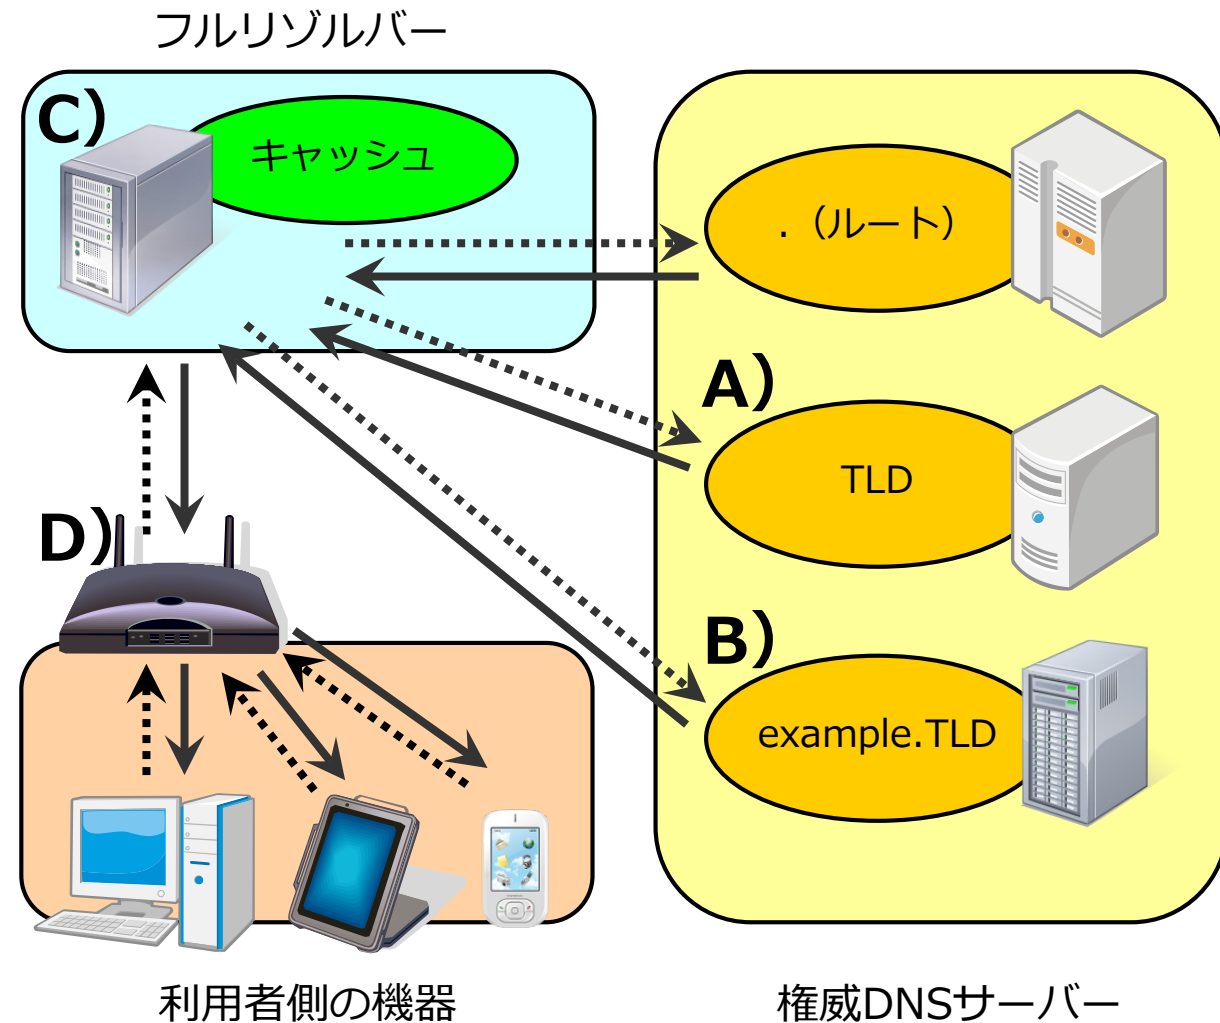 フルリゾルバー
C)
キャッシュ
.（ルート）
A)
TLD
D)
B)
example.TLD
利用者側の機器
権威DNSサーバー